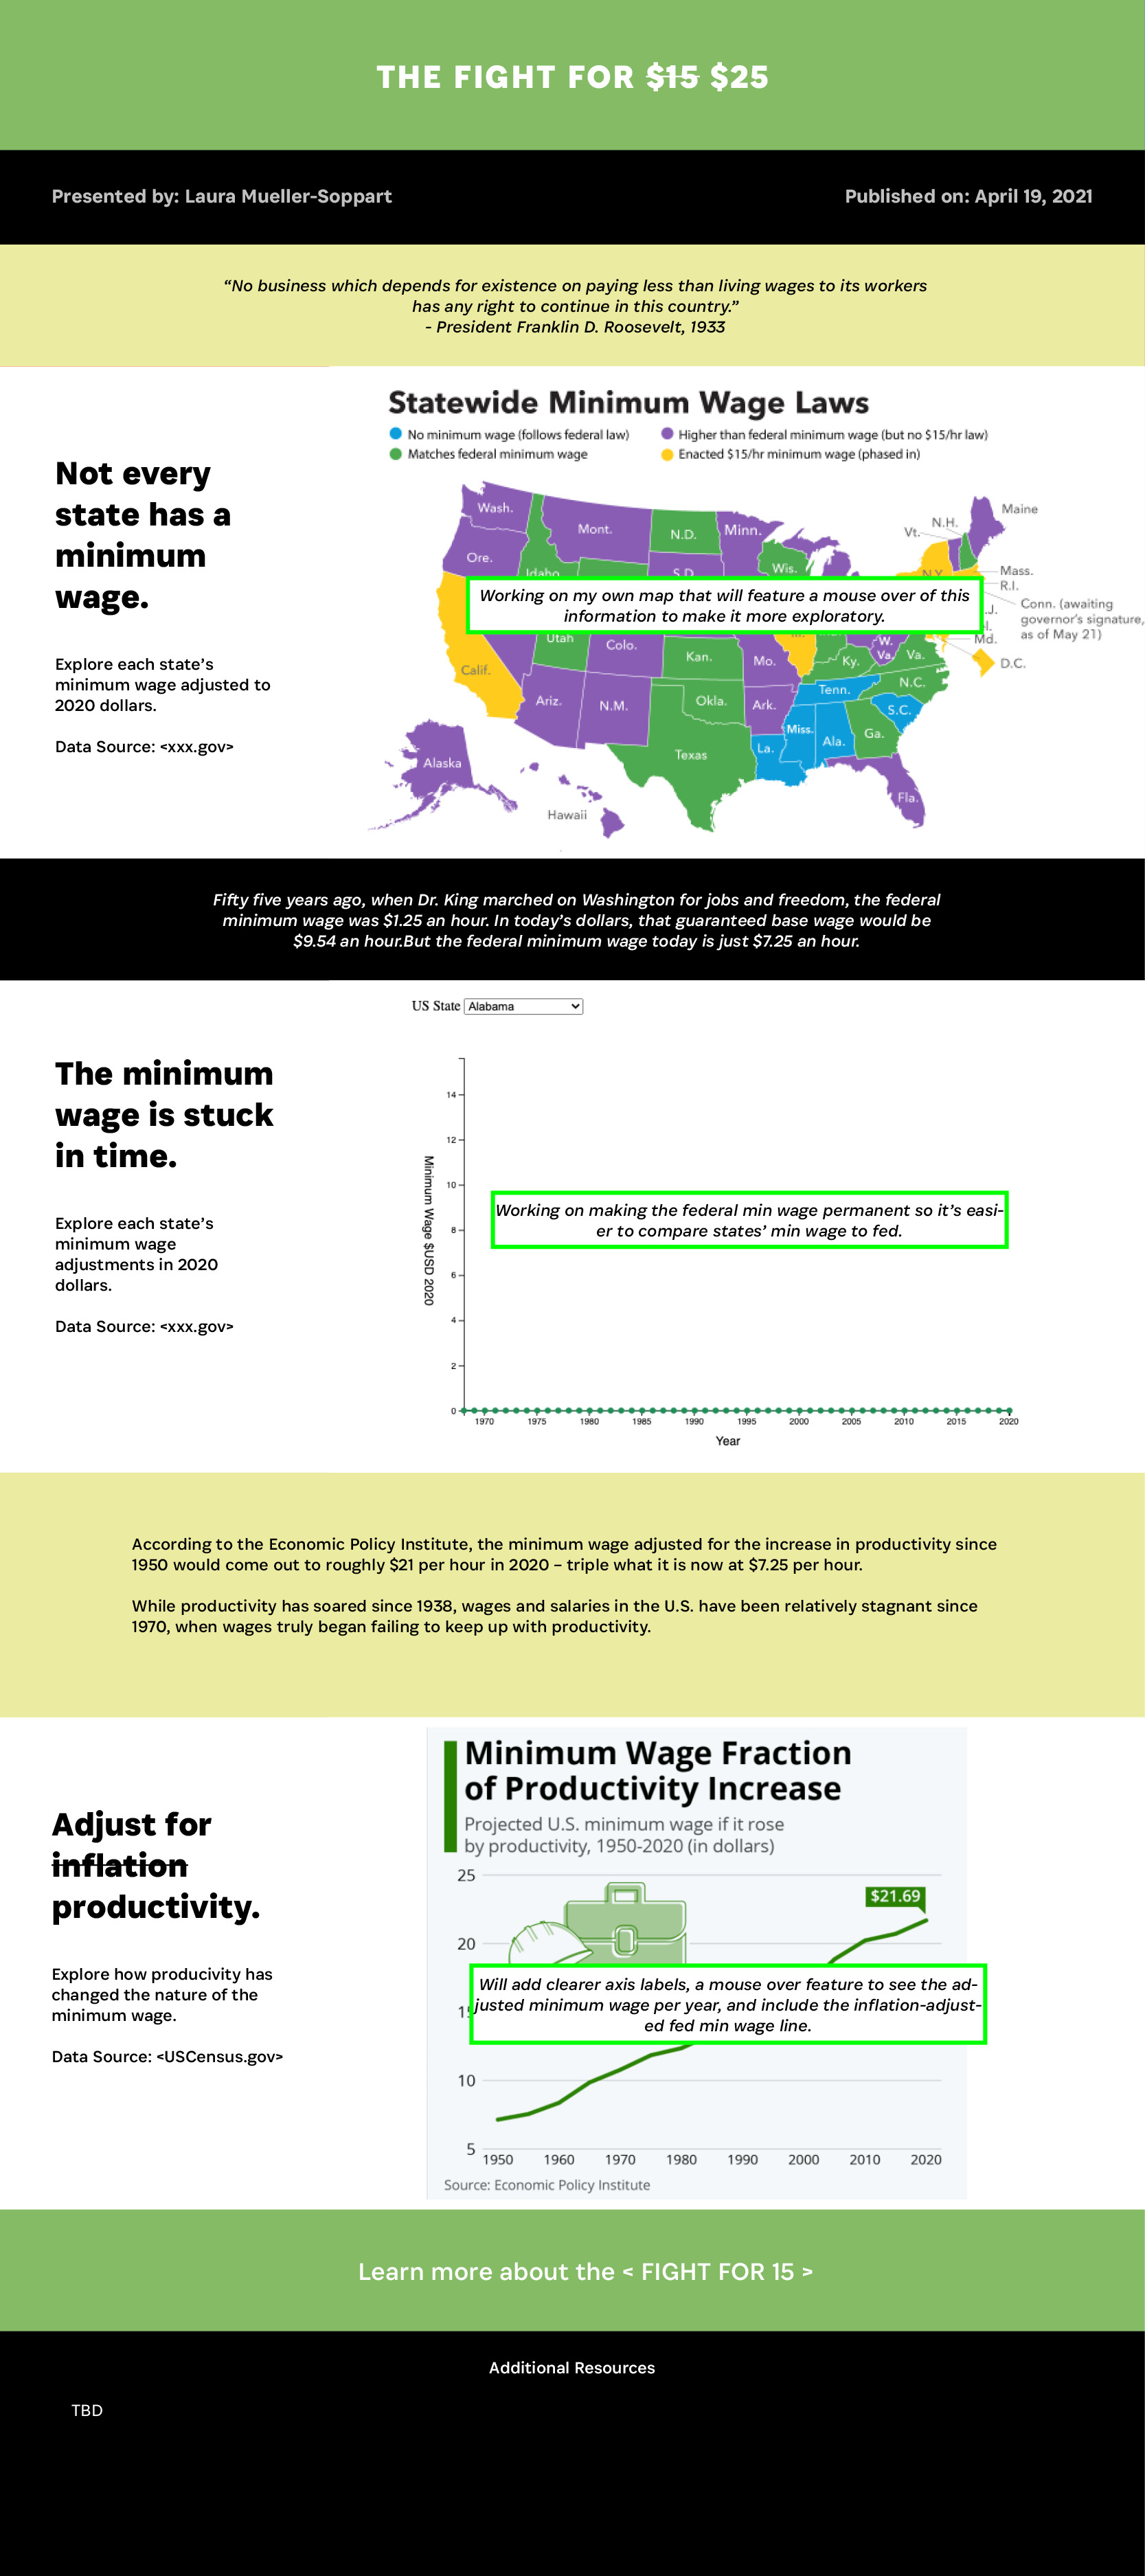 THE FIGHT FOR $15 $25
Presented by: Laura Mueller-Soppart
Published on: April 19, 2021
“No business which depends for existence on paying less than living wages to its workers
has any right to continue in this country.”
- President Franklin D. Roosevelt, 1933
Not every
state has a
minimum
wage.
Explore each state’s
minimum wage adjusted to
2020 dollars.
Data Source: <xxx.gov>
Statewide Minimum Wage Laws
No minimum wage (follows federal law)
Higher than federal minimum wage (but no $15/hr law)
Matches federal minimum wage
Enacted $15/hr minimum wage (phased in)
Wash.
Mont.
N.D.
Minn.
Vt.
N.H.
Maine
Ore.
Idaho
S.D.
Wis.
N.Y.
Mass.
R.I.
Conn. (awaiting
governor’s signature,
as of May 21)
Working on my own map that will feature a mouse over of this
information to make it more exploratory.
Md.
D.C.
Calif.
Utah
Colo.
Kan.
Mo.
Ky.
W.
Va.
Va.
Ariz.
N.M.
Okla.
Ark.
Tenn.
N.C.
S.C.
Texas
La.
Miss.
Ala.
Ga.
Fla.
Alaska
Hawaii
Fifty five years ago, when Dr. King marched on Washington for jobs and freedom, the federal
minimum wage was $1.25 an hour. In today’s dollars, that guaranteed base wage would be
$9.54 an hour.But the federal minimum wage today is just $7.25 an hour.
The minimum
wage is stuck
in time.
Explore each state’s
minimum wage
adjustments in 2020
dollars.
Data Source: <xxx.gov>
US State Alabama
Minimum Wage $USD 2020
14
12
10
8
6
4
2
0
Working on making the federal min wage permanent so it’s easi-
er to compare states’ min wage to fed.
1970 1975 1980 1985 1990 1995 2000 2005 2010 2015 2020
Year
According to the Economic Policy Institute, the minimum wage adjusted for the increase in productivity since
1950 would come out to roughly $21 per hour in 2020 – triple what it is now at $7.25 per hour.
While productivity has soared since 1938, wages and salaries in the U.S. have been relatively stagnant since
1970, when wages truly began failing to keep up with productivity.
Adjust for
inflation
productivity.
Explore how producivity has
changed the nature of the
minimum wage.
Data Source: <USCensus.gov>
Minimum Wage Fraction
of Productivity Increase
Projected U.S. minimum wage if it rose
by productivity, 1950-2020 (in dollars)
25
$21.69
20
Will add clearer axis labels, a mouse over feature to see the ad-
justed minimum wage per year, and include the inflation-adjust-
ed fed min wage line.
10
5
1950 1960 1970 1980 1990 2000 2010 2020
Source: Economic Policy Institute
Learn more about the < FIGHT FOR 15 >
Additional Resources
TBD